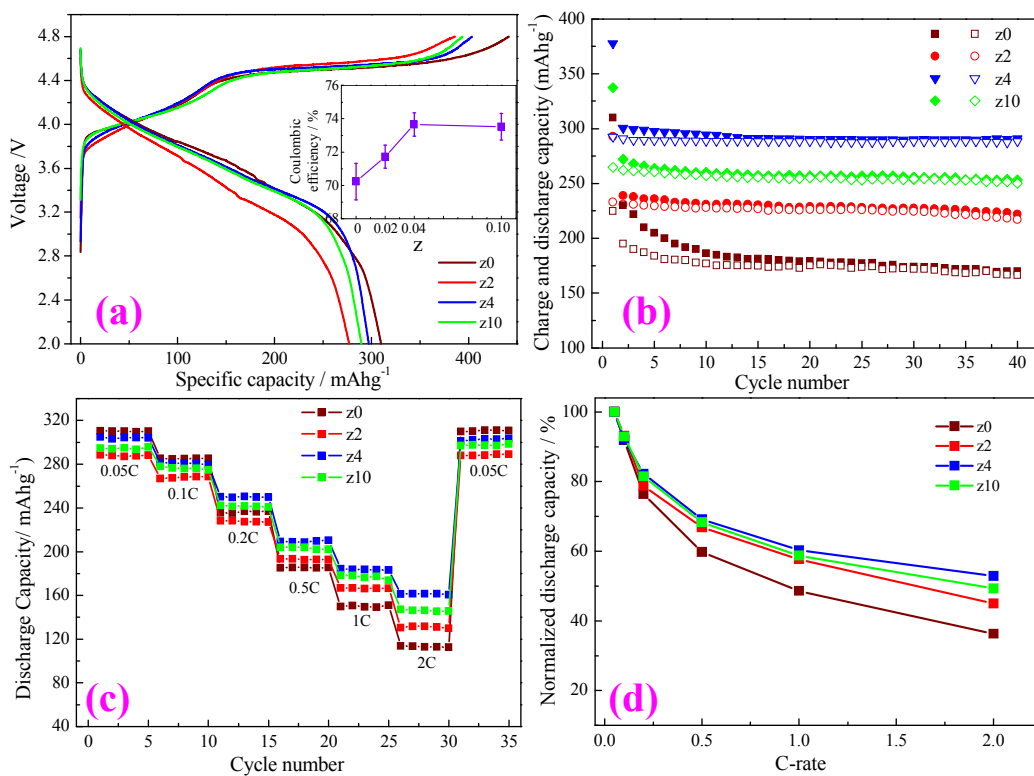 4.8
4.4
4.0
3.6
3.2
2.8
2.4
2.0
Voltage /V
0 100 200 300 400
Specific capacity / mAhg-1
(a)
76
74
72
70
68
Coulombic
efficiency / %
0 0.02 0.04 0.10
z
z0
z2
z4
z10
400
350
300
250
200
150
100
Charge and discharge capacity (mAhg-1)
0 5 10 15 20 25 30 35 40
Cycle number
(b)
z0
z2
z4
z10
320
280
240
200
160
120
80
40
Discharge Capacity/ mAhg-1)
0 5 10 15 20 25 30 35
Cycle number
(c)
z0
z2
z4
z10
0.05C
0.1C
0.2C
0.5C
1C
2C
0.05C
100
80
60
40
20
Normalized discharge capacity / %
0.0 0.5 1.0 1.5 2.0
C-rate
(d)
z0
z2
z4
z10